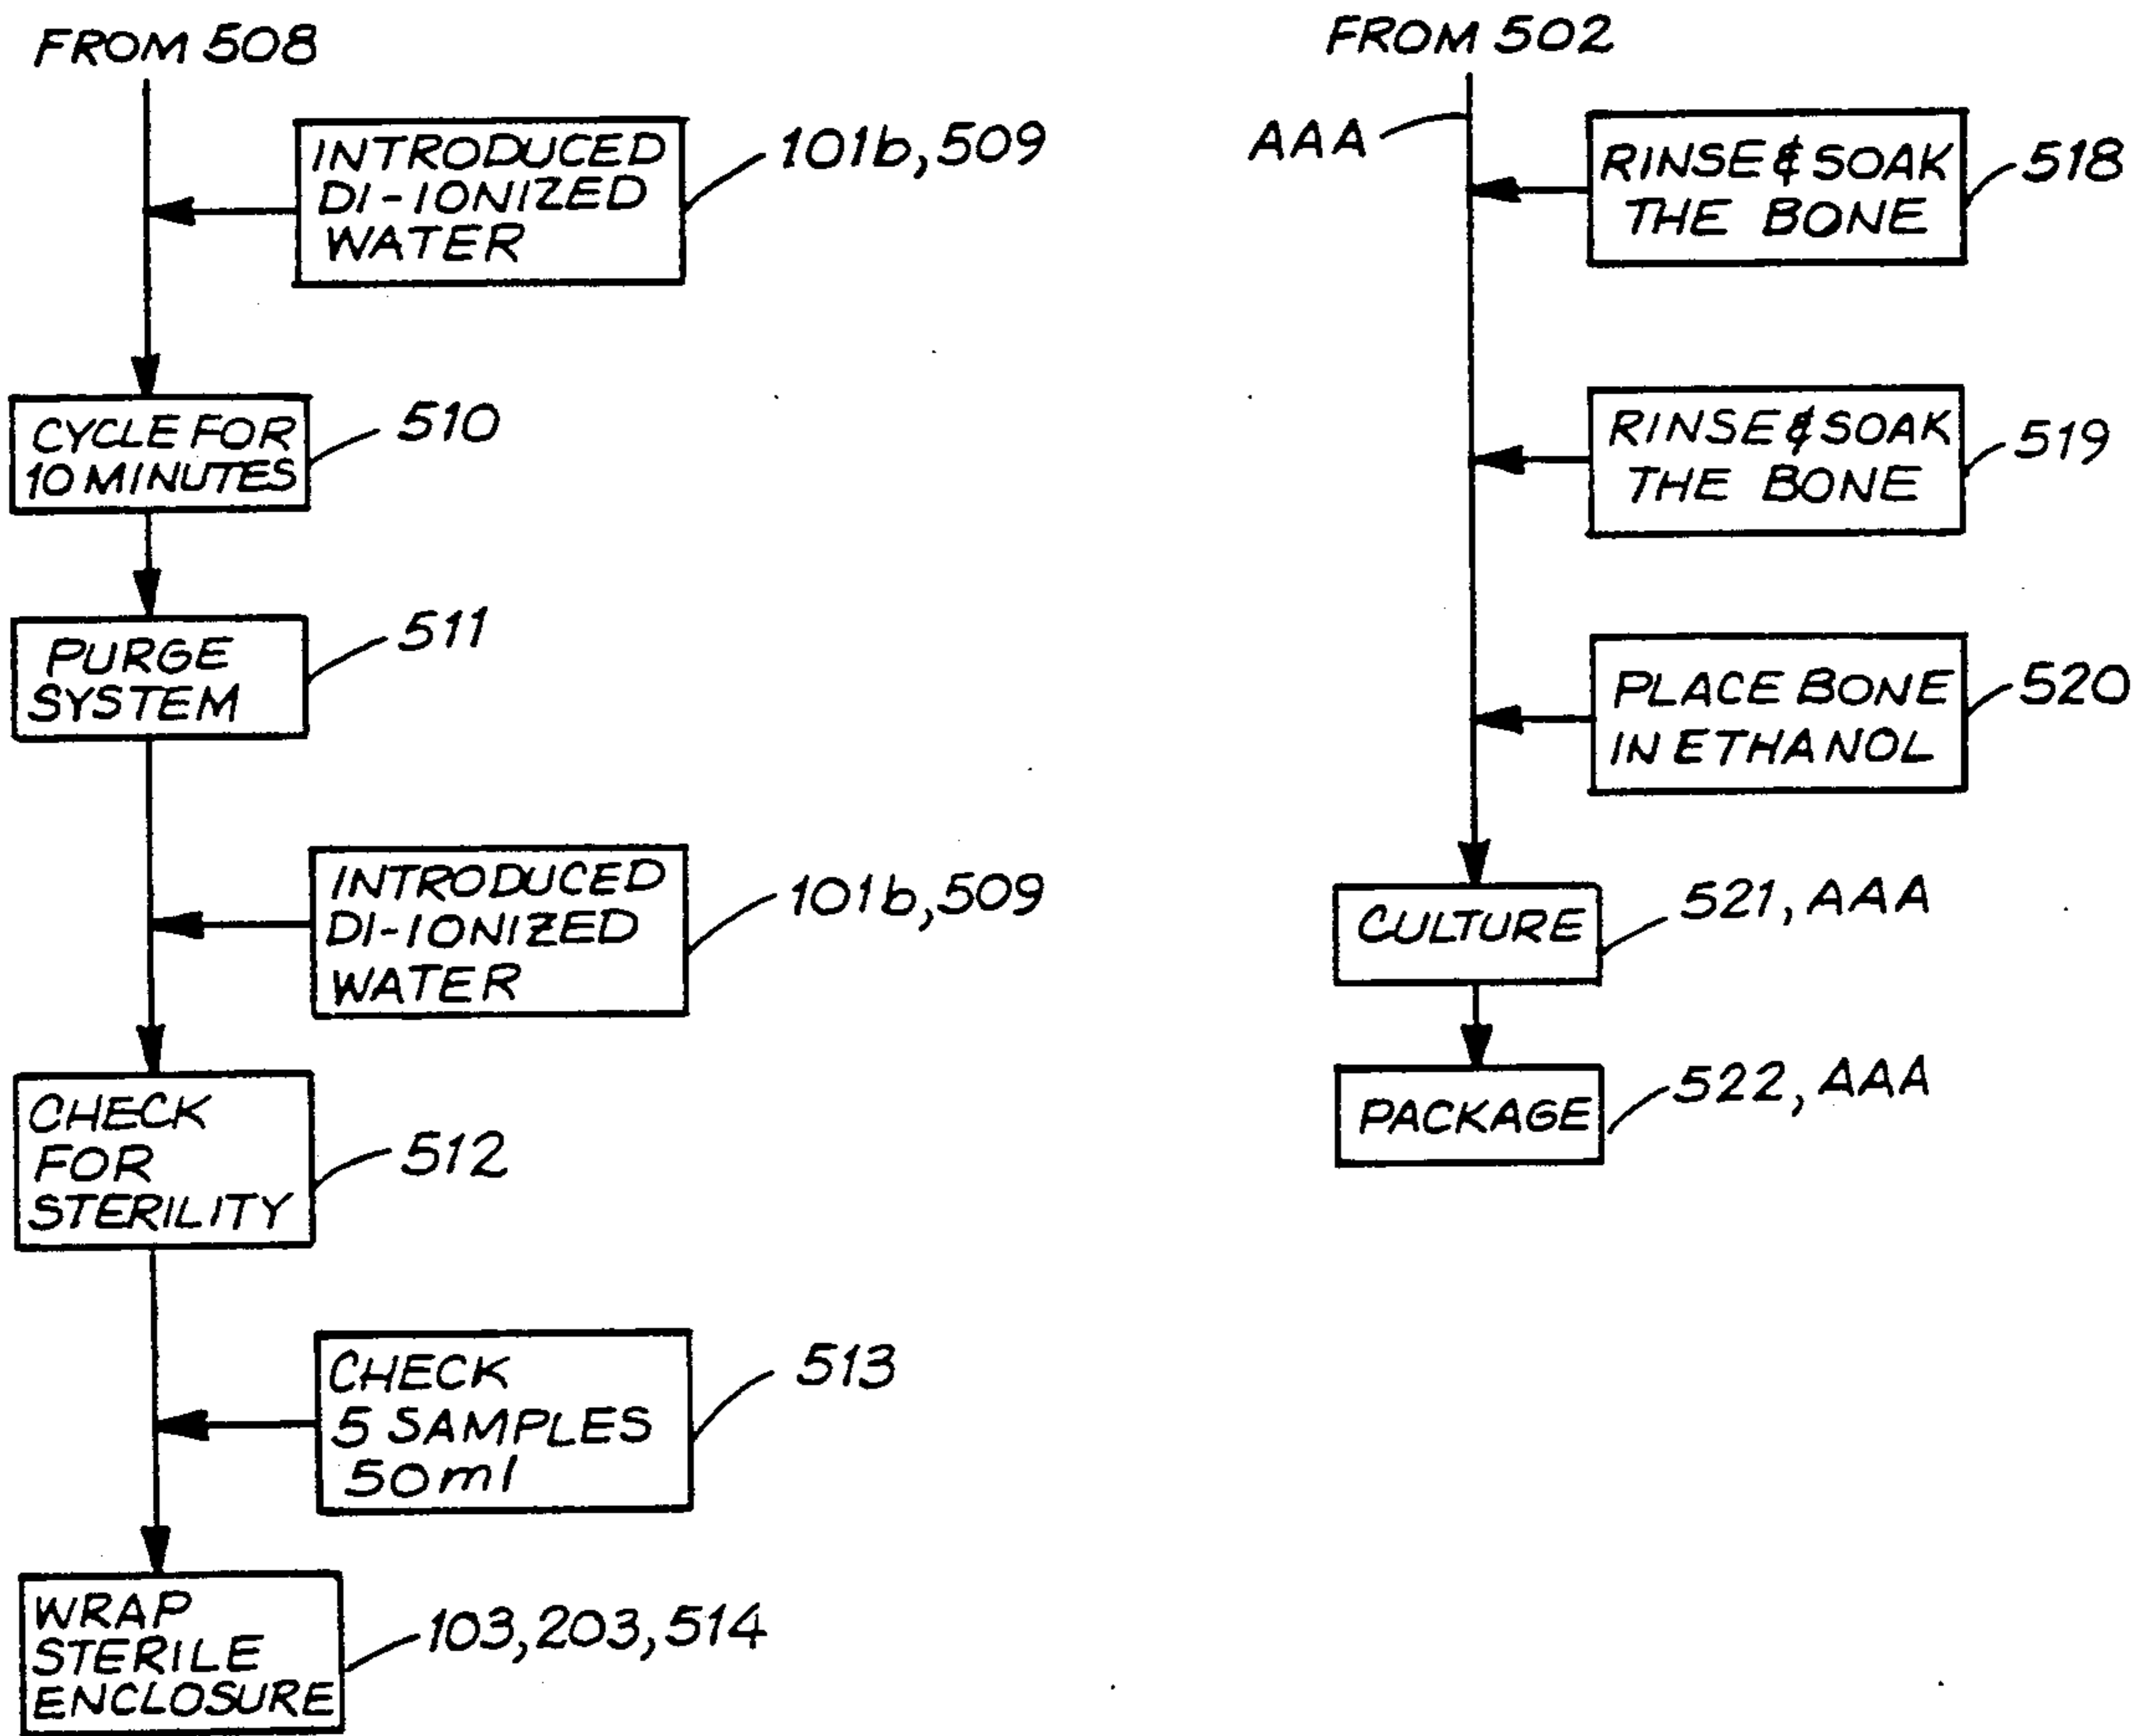 FROM 508
INTRODUCED
DI-IONIZED
WATER
101b, 509
CYCLE FOR
10 MINUTES
510
PURGE
SYSTEM
511
INTRODUCED
DI-IONIZED
WATER
101b, 509
CHECK
FOR
STERILITY
512
CHECK
5 SAMPLES
50ml
513
WRAP
STERILE
ENCLOSURE
103, 203, 514
FROM 502
AAA
RINSE & SOAK
THE BONE
518
RINSE & SOAK
THE BONE
519
PLACE BONE
IN ETHANOL
520
CULTURE
521, AAA
PACKAGE
522, AAA